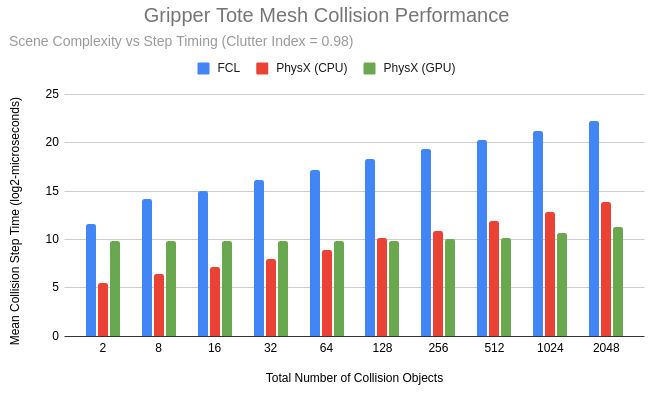 Gripper Tote Mesh Collision Performance
Scene Complexity vs Step Timing (Clutter Index = 0.98)
FCL PhysX (CPU) PhysX (GPU)
Mean Collision Step Time (log2-microseconds)
25
20
15
10
5
0
2 8 16 32 64 128 256 512 1024 2048
Total Number of Collision Objects